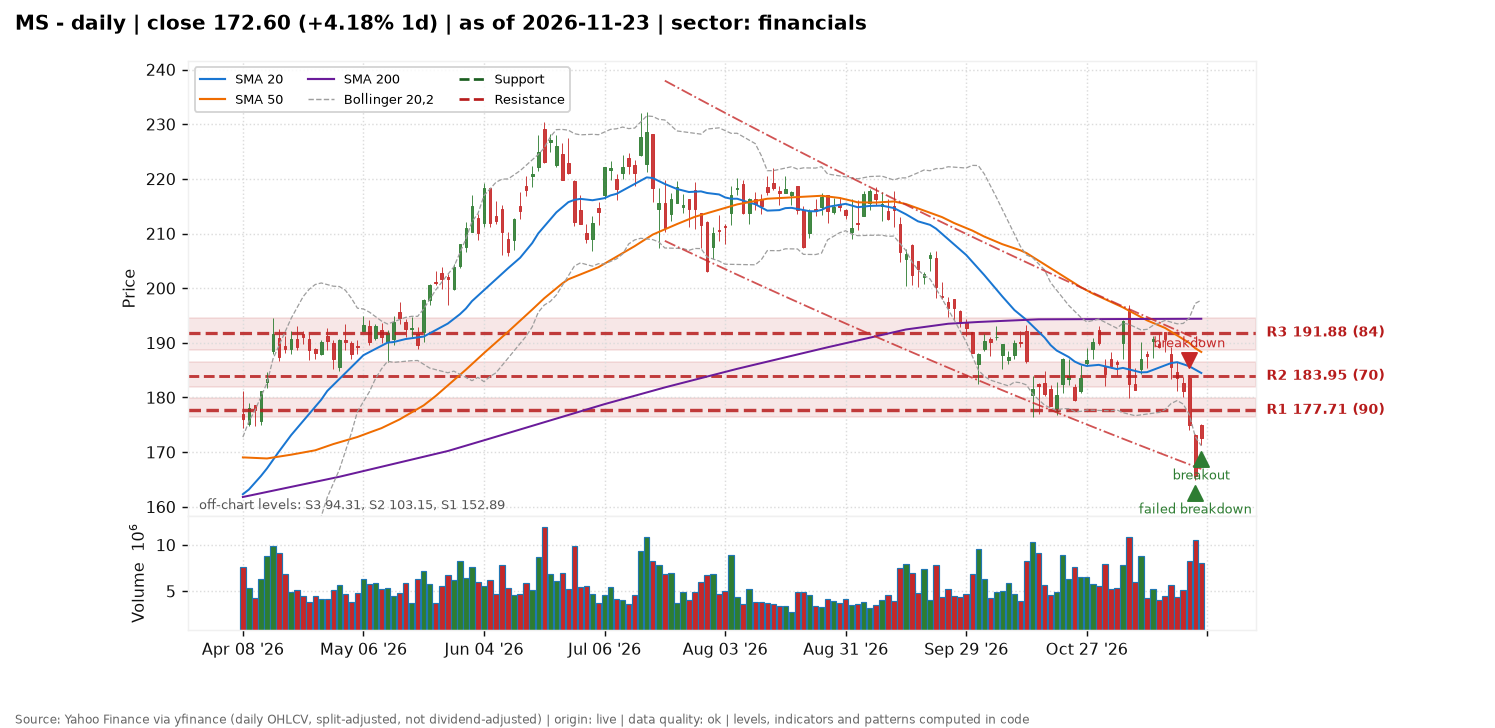 MS - daily | close 172.60 (+4.18% 1d) | as of 2026-11-23 | sector: financials
SMA 20
SMA 50
SMA 200
Bollinger 20,2
Support
Resistance
Price
240
230
220
210
200
190
180
170
160
R3 191.88 (84)
R2 183.95 (70)
R1 177.71 (90)
breakdown
breakout
failed breakdown
off-chart levels: S3 94.31, S2 103.15, S1 152.89
Volume 10⁶
10
5
Apr 08 '26
May 06 '26
Jun 04 '26
Jul 06 '26
Aug 03 '26
Aug 31 '26
Sep 29 '26
Oct 27 '26
Source: Yahoo Finance via yfinance (daily OHLCV, split-adjusted, not dividend-adjusted) | origin: live | data quality: ok | levels, indicators and patterns computed in code